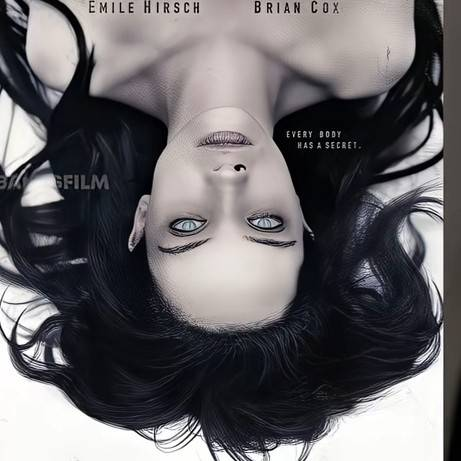 EMILE HIRSCH BRIAN COX
EVERY BODY
HAS A SECRET.